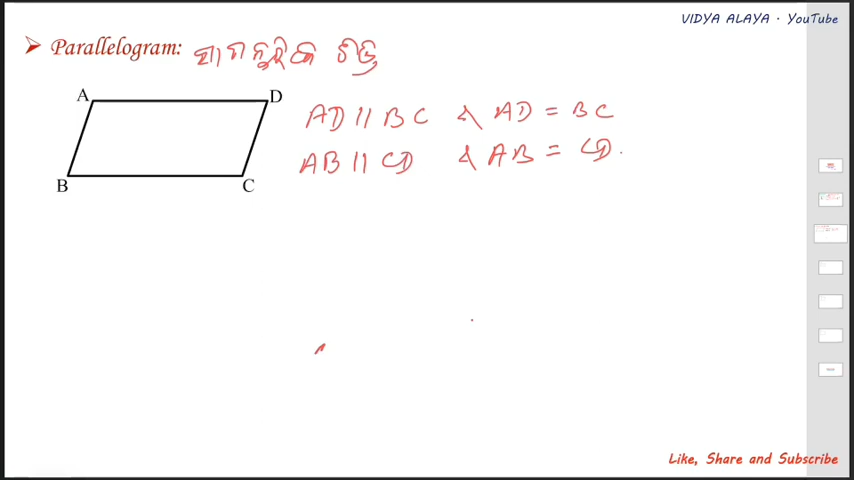 VIDYA ALAYA · YouTube
➤ Parallelogram: ସାମାନ୍ତରିକ ଚିତ୍ର
A D
B C
AD || BC & AD = BC
AB || CD & AB = CD.
Like, Share and Subscribe